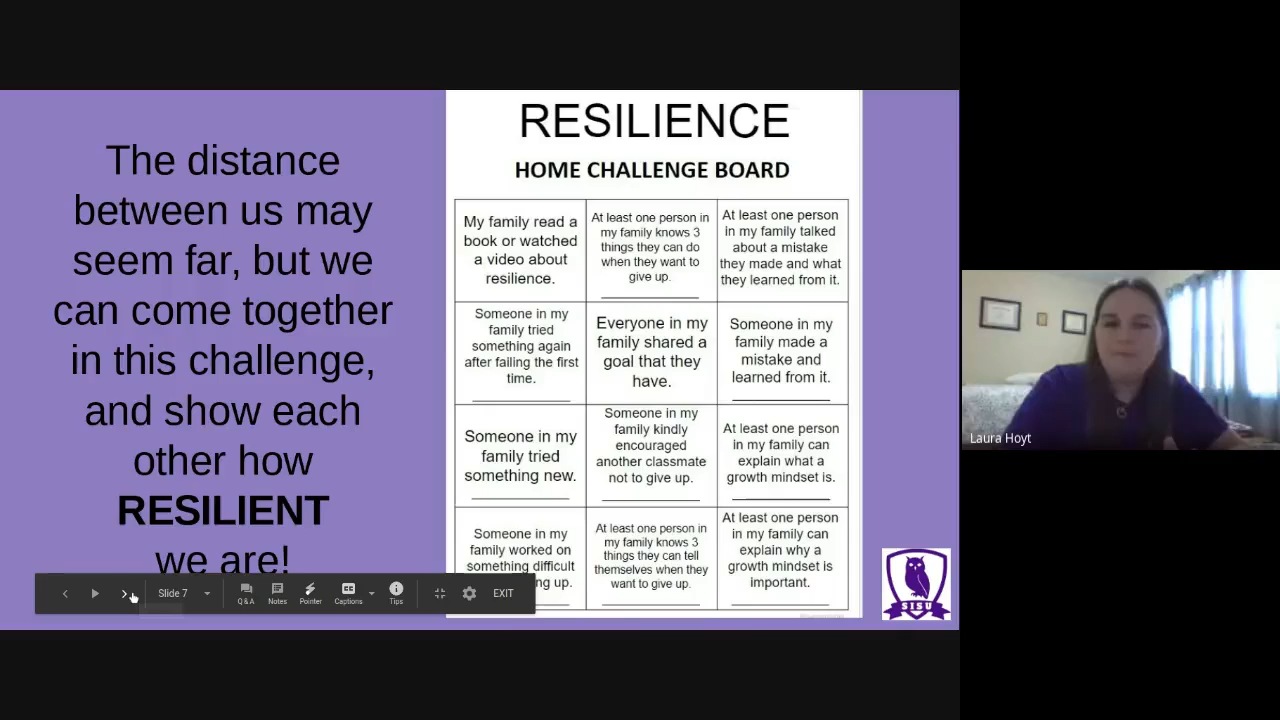 The distance
between us may
seem far, but we
can come together
in this challenge,
and show each
other how
RESILIENT
we are!
RESILIENCE
HOME CHALLENGE BOARD
My family read a
book or watched
a video about
resilience.
At least one person in
my family knows 3
things they can do
when they want to
give up.
At least one person
in my family talked
about a mistake
they made and what
they learned from it.
Someone in my
family tried
something again
after failing the first
time.
Everyone in my
family shared a
goal that they
have.
Someone in my
family made a
mistake and
learned from it.
Someone in my
family tried
something new.
Someone in my
family kindly
encouraged
another classmate
not to give up.
At least one person
in my family can
explain what a
growth mindset is.
Someone in my
family worked on
something difficult
up.
At least one person in
my family knows 3
things they can tell
themselves when they
want to give up.
At least one person
in my family can
explain why a
growth mindset is
important.
Slide 7
Q & A
Notes
Pointer
CC
Captions
Tips
EXIT
SISU
Laura Hoyt